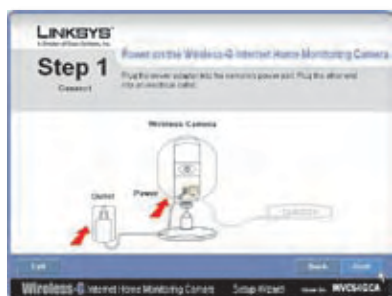 LINKSYS®
A Division of Cisco Systems, Inc.
Power on the Wireless-G Internet Home Monitoring Camera
Step 1
Connect
Plug the power adapter into the camera's power port. Plug the other end
into an electrical outlet.
Wireless Camera
Outlet
Power
Exit
Back
Next
Wireless-G Internet Home Monitoring Camera Setup Wizard Model No. WVC54GCA